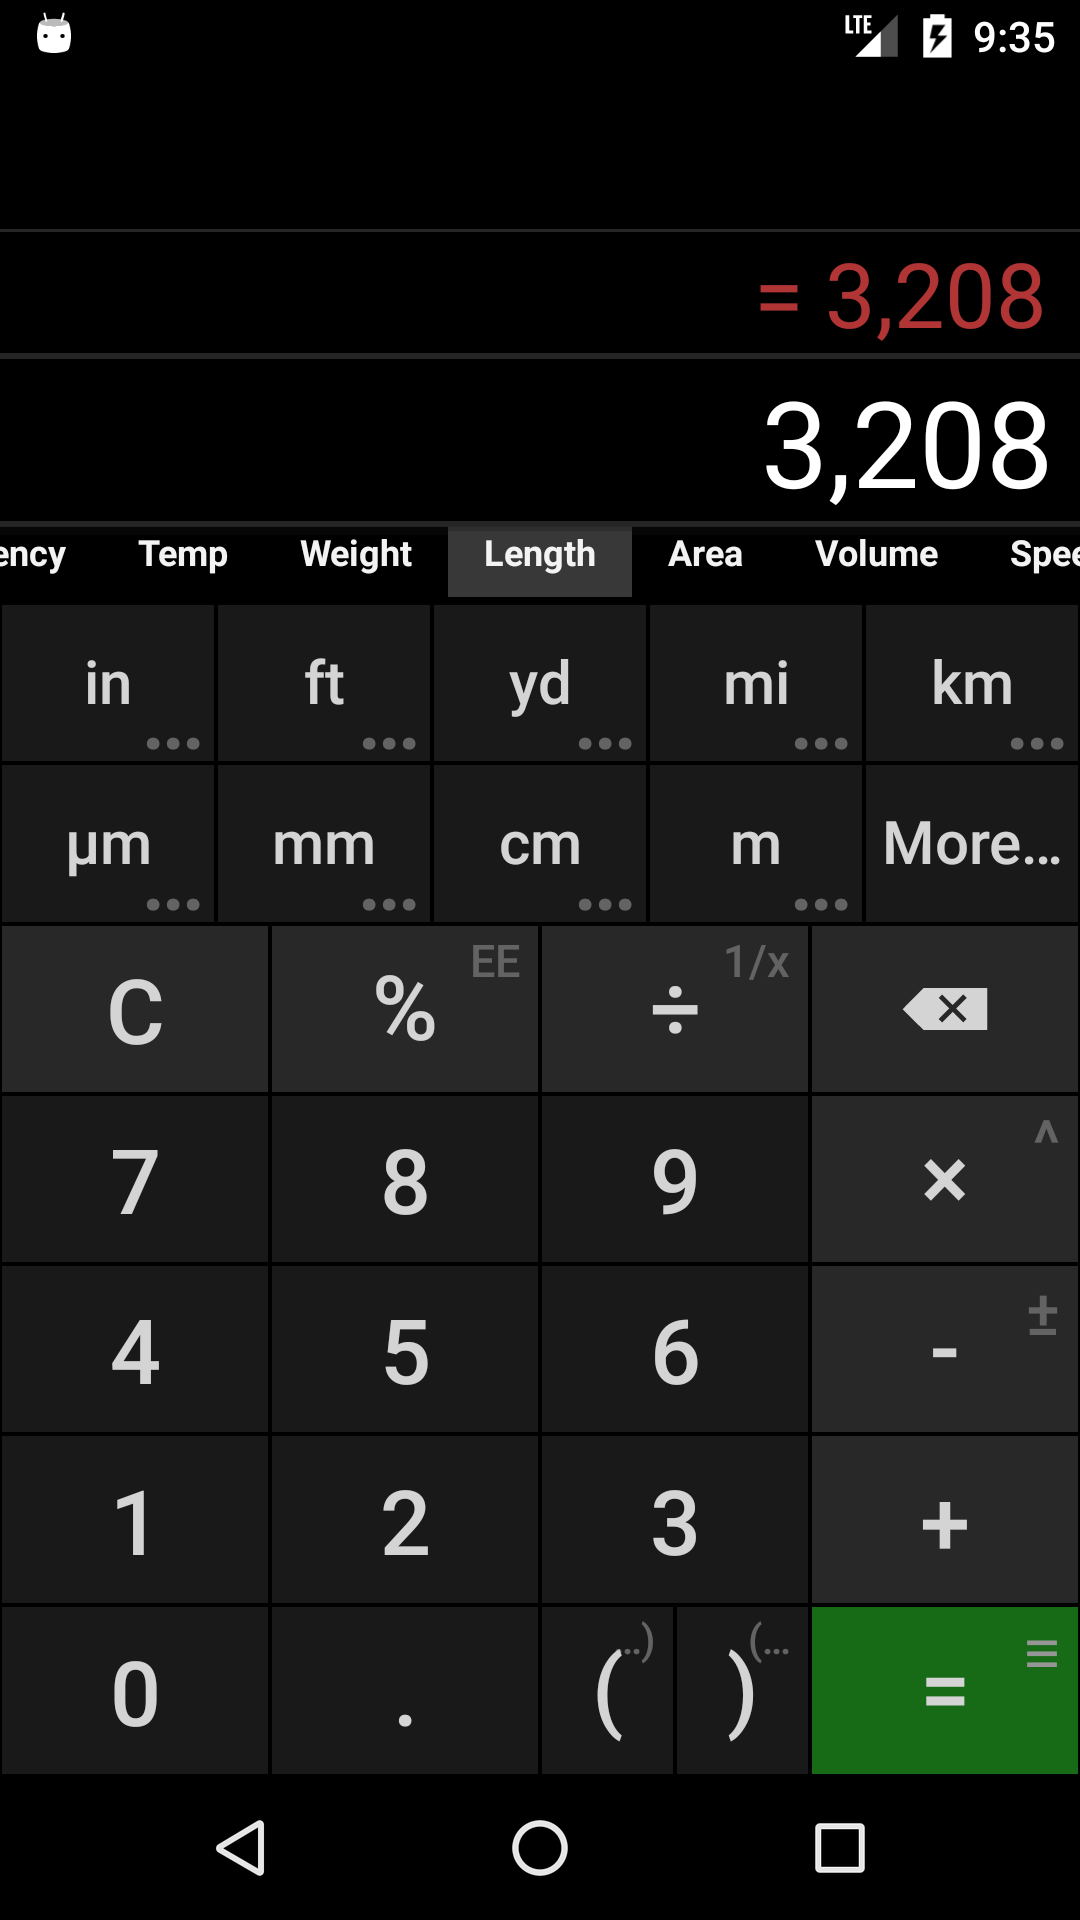 LTE 9:35
= 3,208
3,208
ency Temp Weight Length Area Volume Spee
in ft yd mi km
µm mm cm m More...
C % EE ÷ 1/x
7 8 9 × ^
4 5 6 - ±
1 2 3 +
0 . ( ..) ) (... =